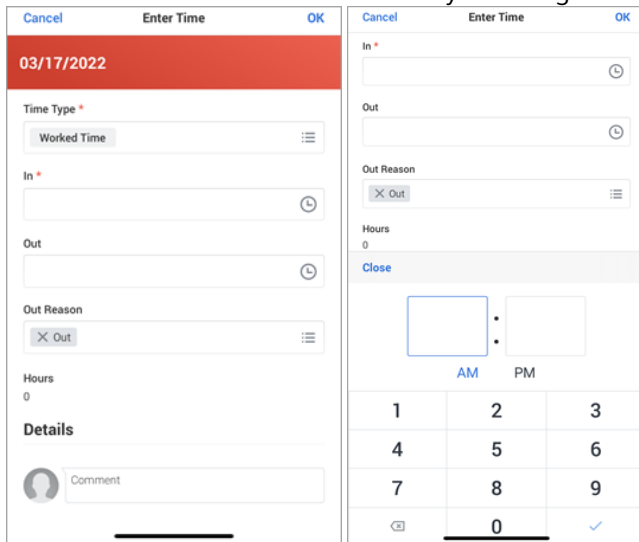 Cancel Enter Time OK
03/17/2022
Time Type *
Worked Time
In *
Out
Out Reason
X Out
Hours
0
Details
Comment
Cancel Enter Time OK
In *
Out
Out Reason
X Out
Hours
0
Close
:
AM PM
1 2 3
4 5 6
7 8 9
0